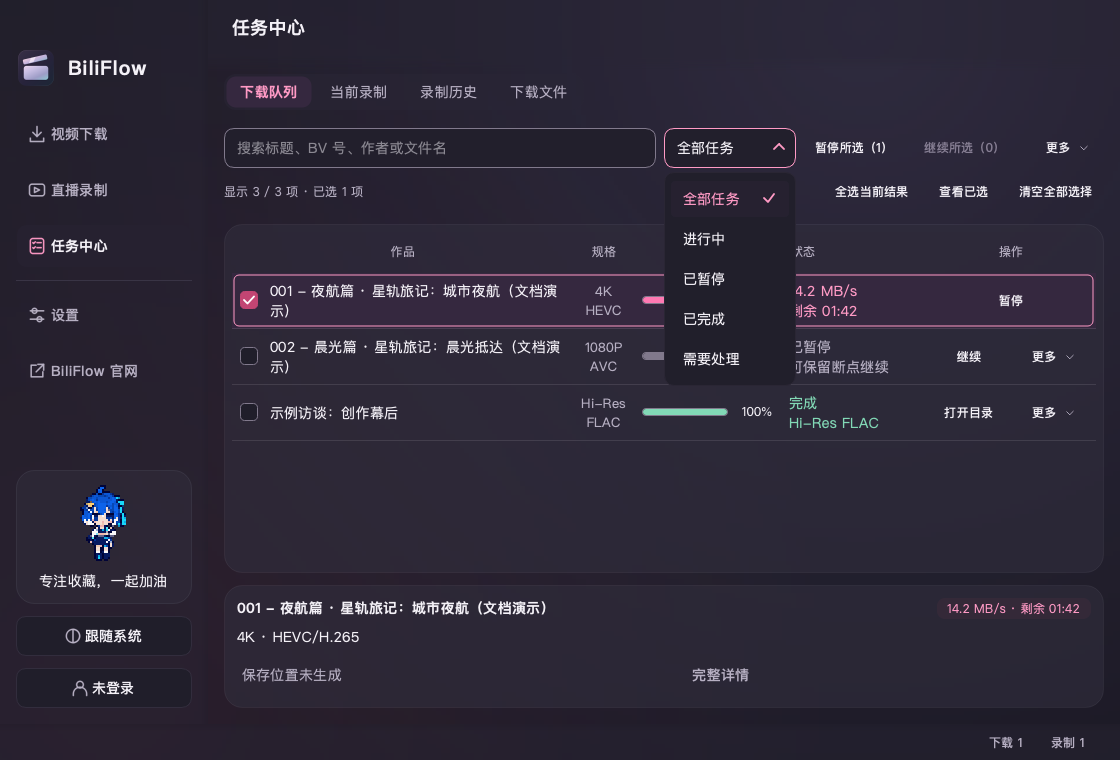 任务中心
BiliFlow
视频下载
直播录制
任务中心
设置
BiliFlow 官网
专注收藏，一起加油
跟随系统
未登录
下载队列 当前录制 录制历史 下载文件
搜索标题、BV 号、作者或文件名
全部任务
暂停所选（1）
继续所选（0）
更多
显示 3 / 3 项 · 已选 1 项
全选当前结果 查看已选 清空全部选择
全部任务
进行中
已暂停
已完成
需要处理
作品 规格 状态 操作
001 – 夜航篇 · 星轨旅记：城市夜航（文档演示）
4K
HEVC
4.2 MB/s
剩余 01:42
暂停
002 – 晨光篇 · 星轨旅记：晨光抵达（文档演示）
1080P
AVC
已暂停
可保留断点继续
继续 更多
示例访谈：创作幕后
Hi-Res
FLAC
100%
完成
Hi-Res FLAC
打开目录 更多
001 – 夜航篇 · 星轨旅记：城市夜航（文档演示）
14.2 MB/s · 剩余 01:42
4K · HEVC/H.265
保存位置未生成
完整详情
下载 1 录制 1